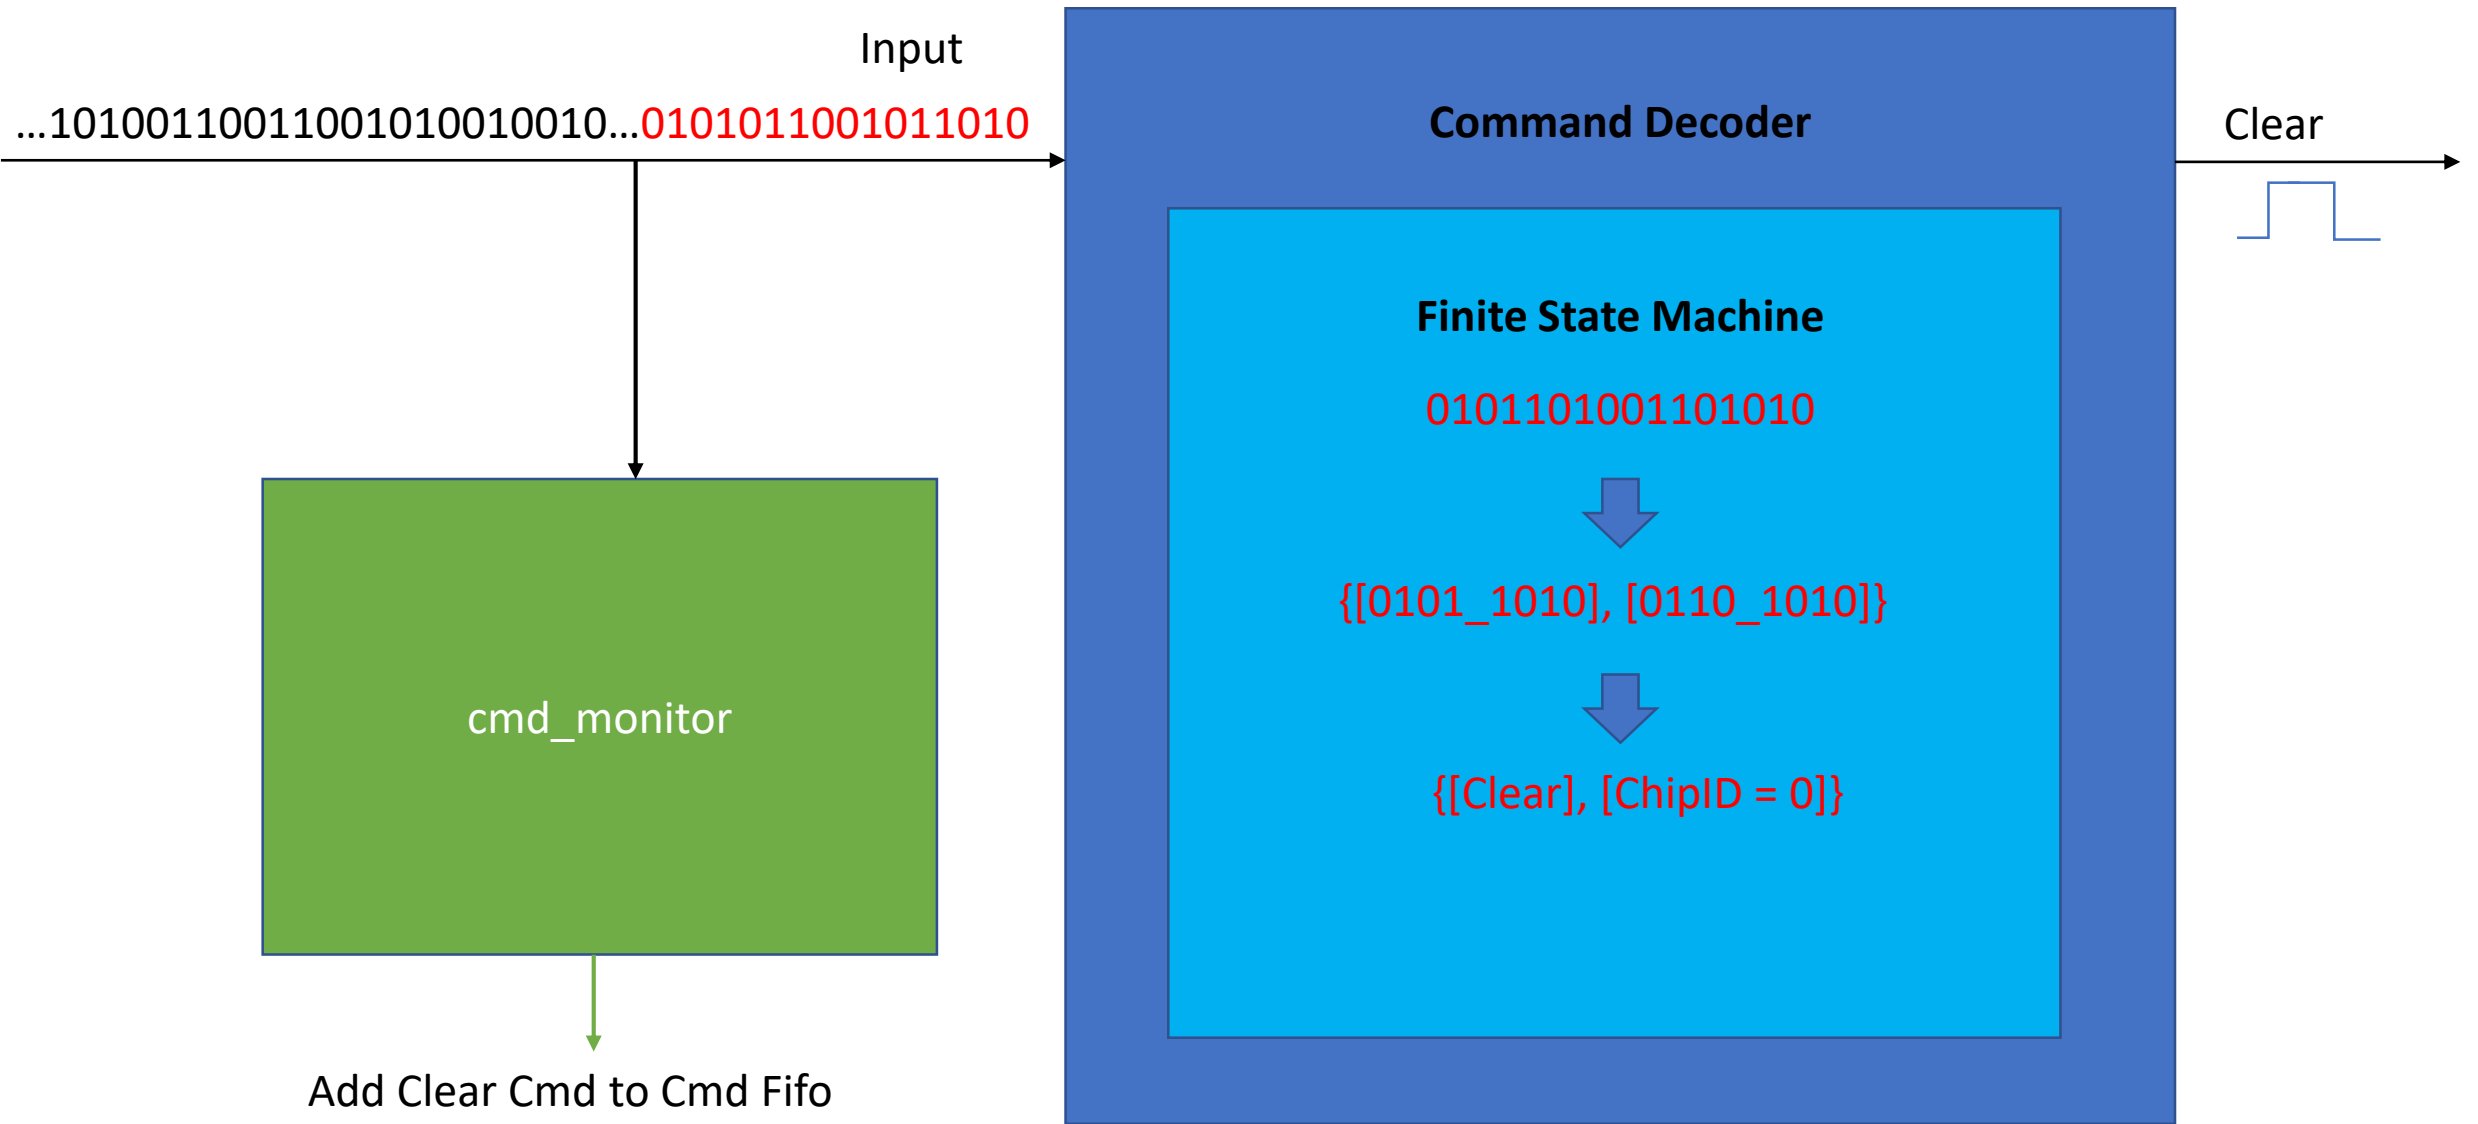 Input
...10100110011001010010010...0101011001011010
Command Decoder
Clear
Finite State Machine
0101101001101010
{[0101_1010], [0110_1010]}
{[Clear], [ChipID = 0]}
cmd_monitor
Add Clear Cmd to Cmd Fifo